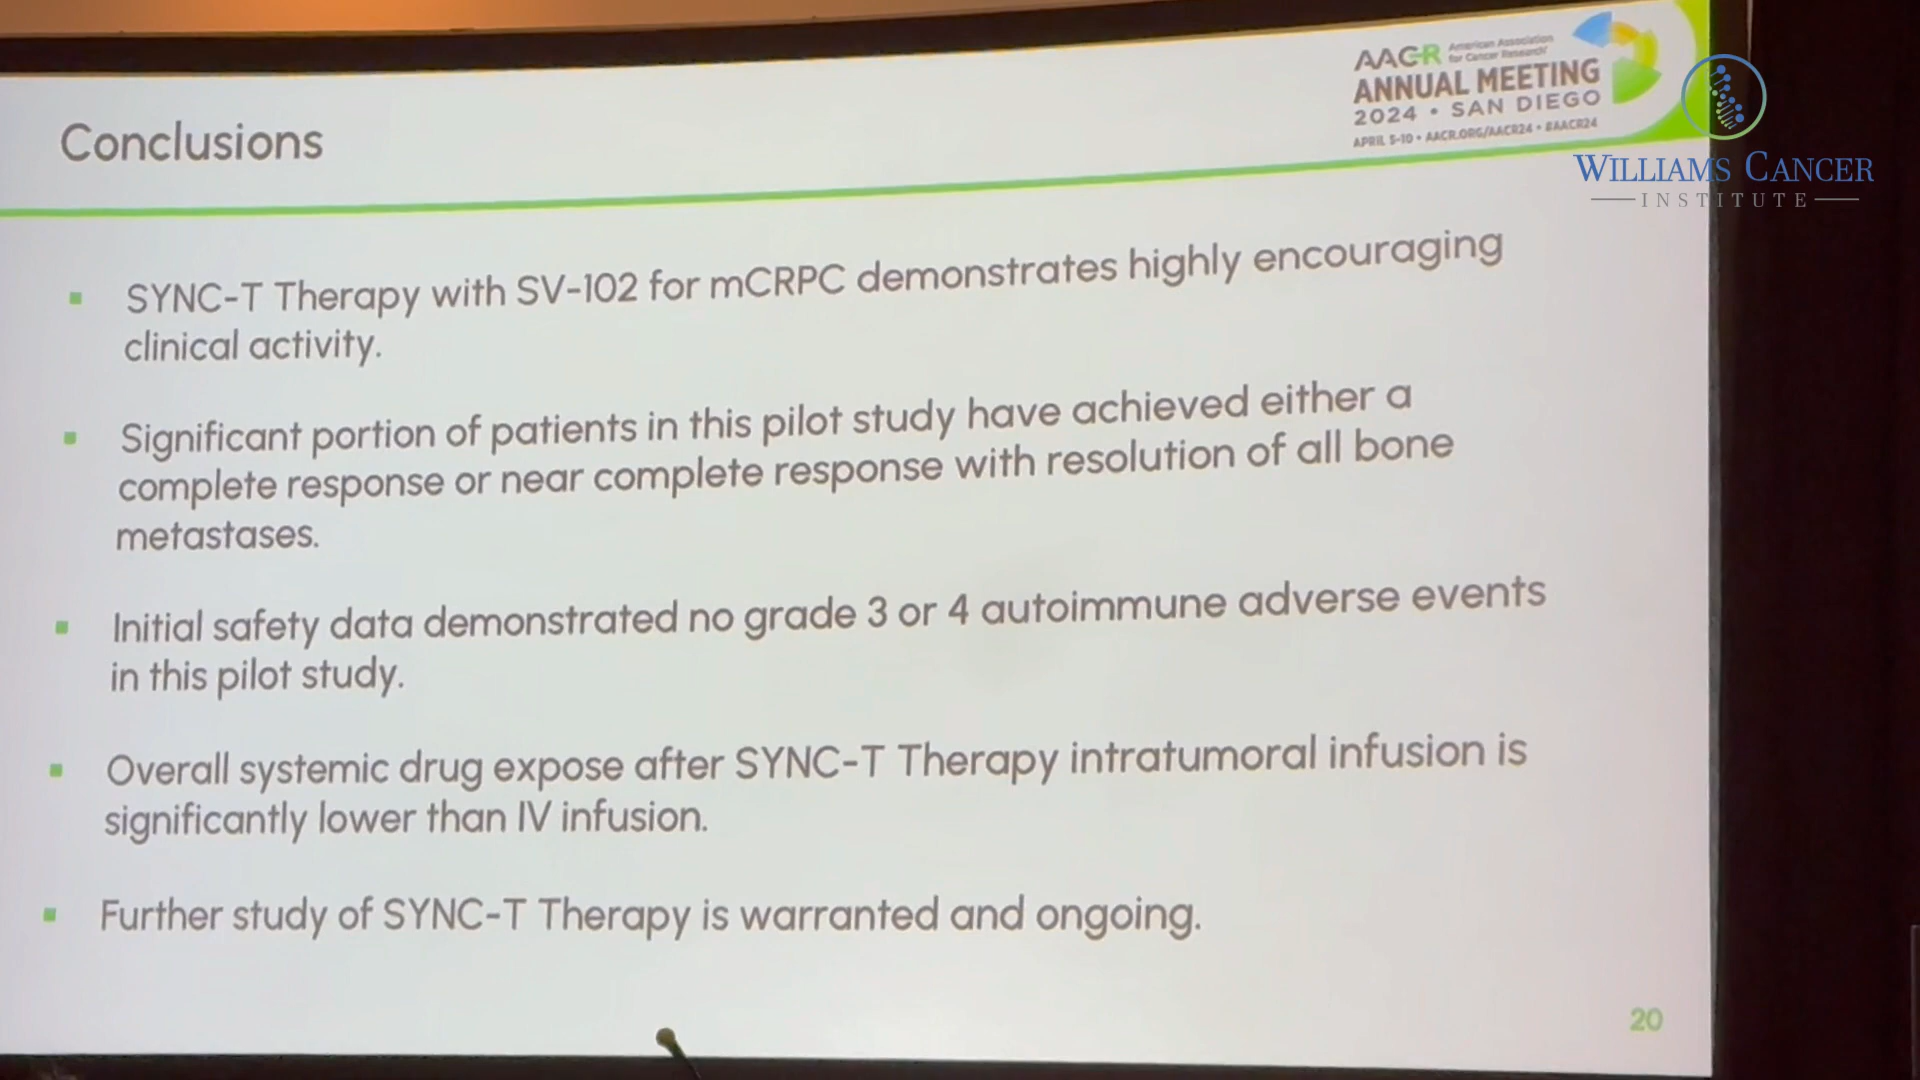 AACR American Association
for Cancer Research
ANNUAL MEETING
2024 • SAN DIEGO
APRIL 5-10 • AACR.ORG/AACR24 • #AACR24
WILLIAMS CANCER
INSTITUTE
Conclusions
SYNC-T Therapy with SV-102 for mCRPC demonstrates highly encouraging
clinical activity.
Significant portion of patients in this pilot study have achieved either a
complete response or near complete response with resolution of all bone
metastases.
Initial safety data demonstrated no grade 3 or 4 autoimmune adverse events
in this pilot study.
Overall systemic drug expose after SYNC-T Therapy intratumoral infusion is
significantly lower than IV infusion.
Further study of SYNC-T Therapy is warranted and ongoing.
20